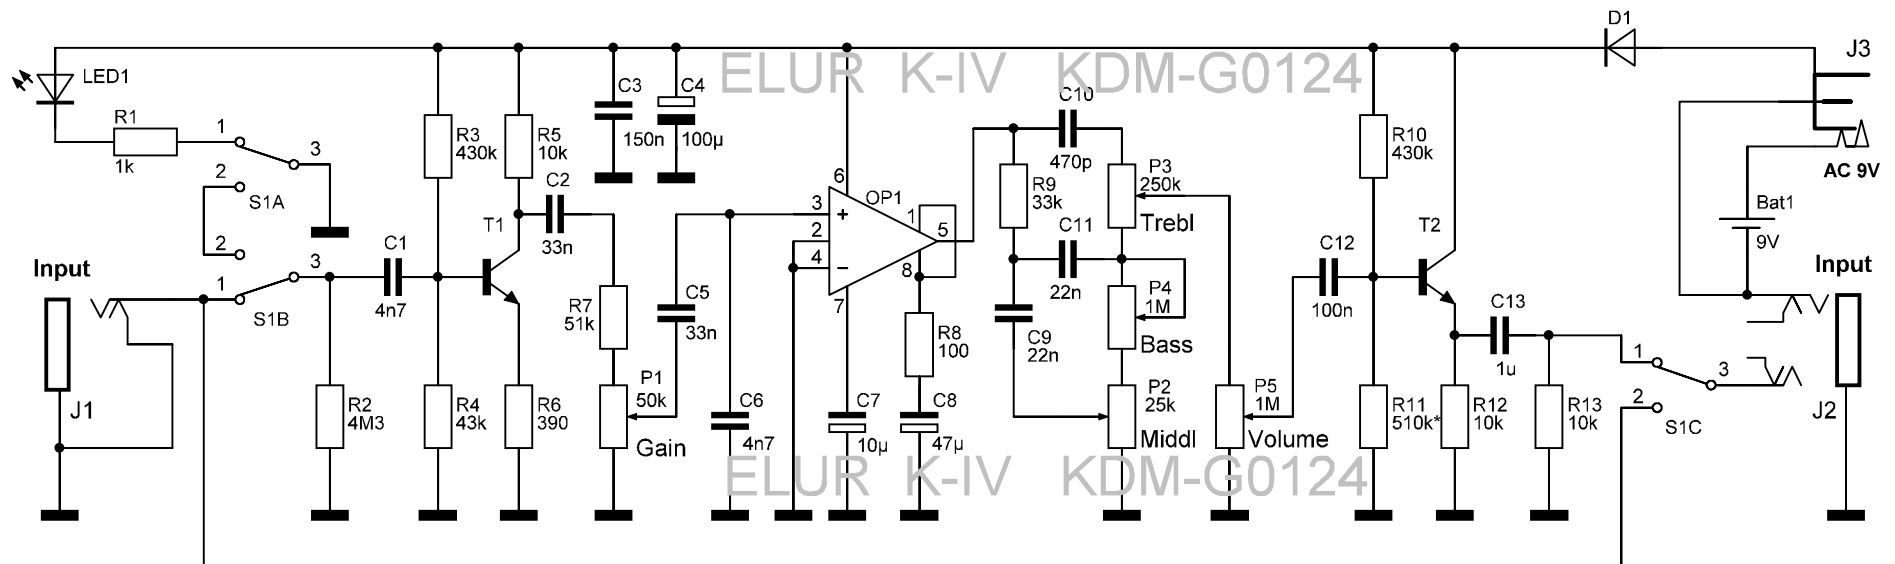 D1
J3
ELUR K-IV KDM-G0124
LED1
R1
1k
1
2
3
S1A
2
1
3
S1B
Input
J1
R2
4M3
C1
4n7
R3
430k
R4
43k
R5
10k
T1
R6
390
C2
33n
R7
51k
P1
50k
Gain
C3
150n
C4
100µ
C5
33n
C6
4n7
6
OP1
3
+
2
4
−
1
5
8
7
C7
10µ
R8
100
C8
47µ
C10
470p
R9
33k
C11
22n
C9
22n
P3
250k
Trebl
P4
1M
Bass
P2
25k
Middl
P5
1M
Volume
C12
100n
R10
430k
R11
510k*
T2
R12
10k
C13
1u
R13
10k
1
2
3
S1C
AC 9V
Bat1
9V
Input
J2
ELUR K-IV KDM-G0124